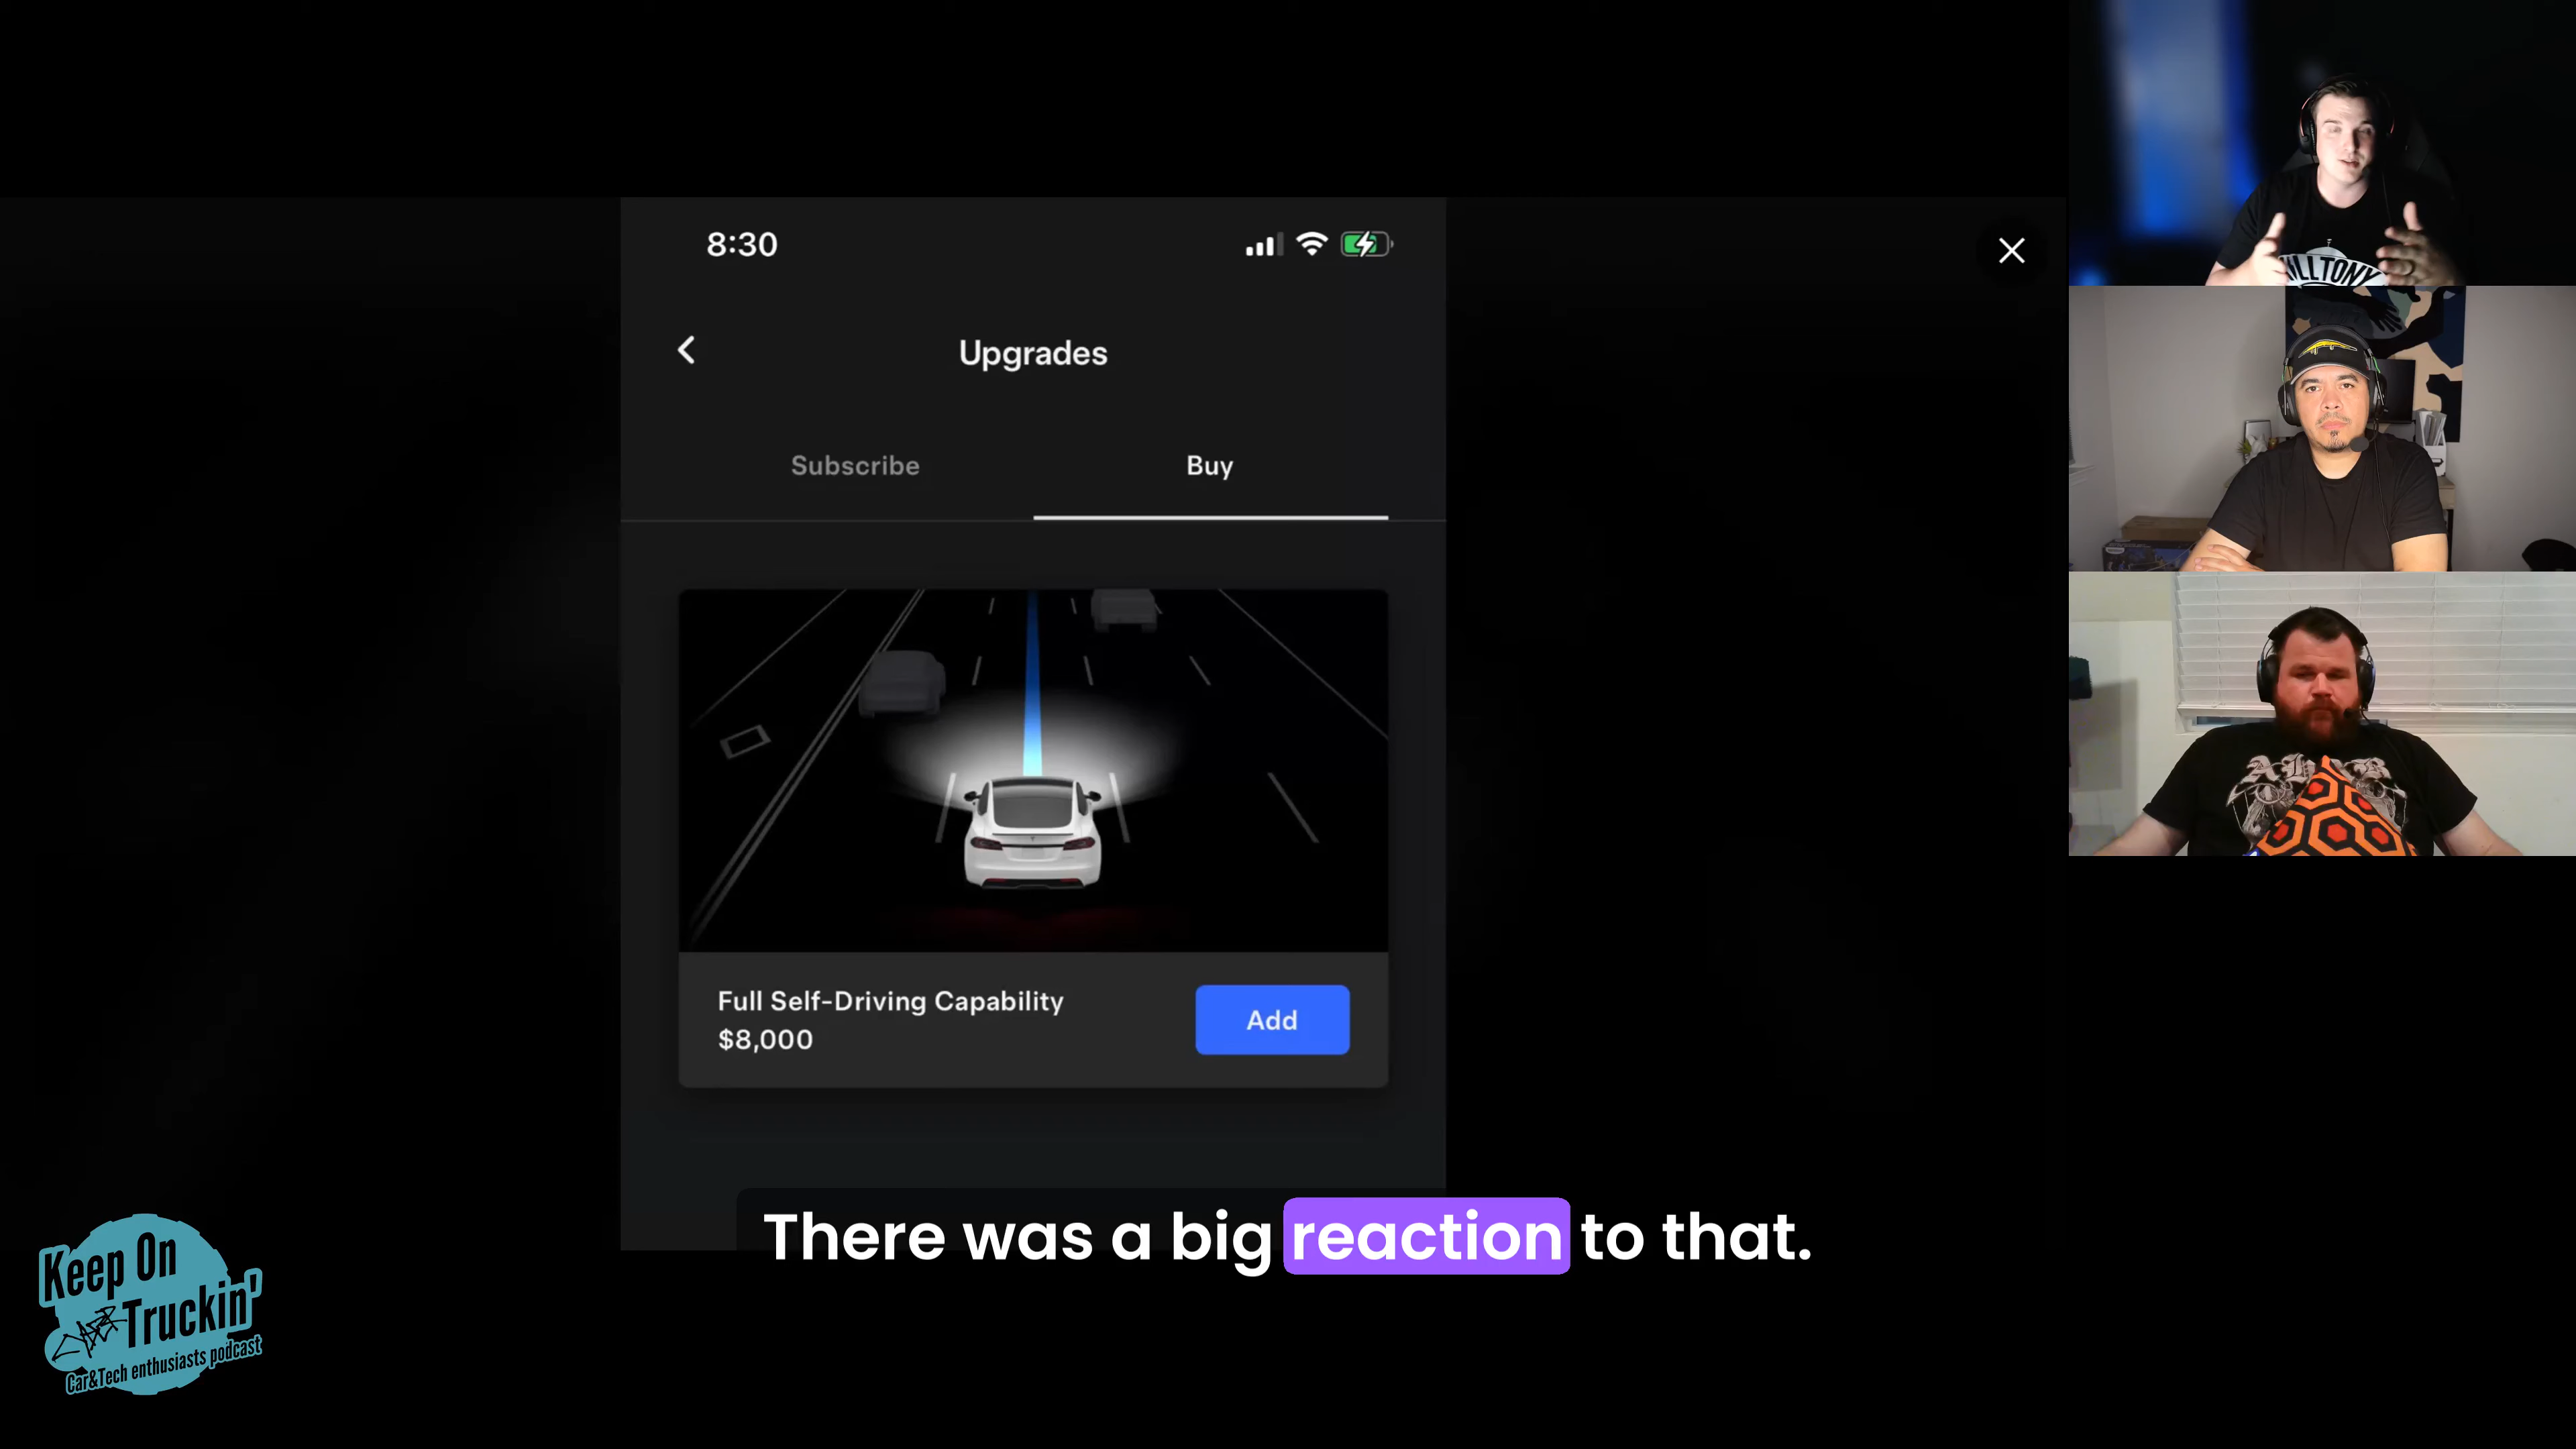 8:30
Upgrades
Subscribe
Buy
Full Self-Driving Capability
$8,000
Add
There was a big reaction to that.
Keep On
Truckin'
Car&Tech enthusiasts podcast